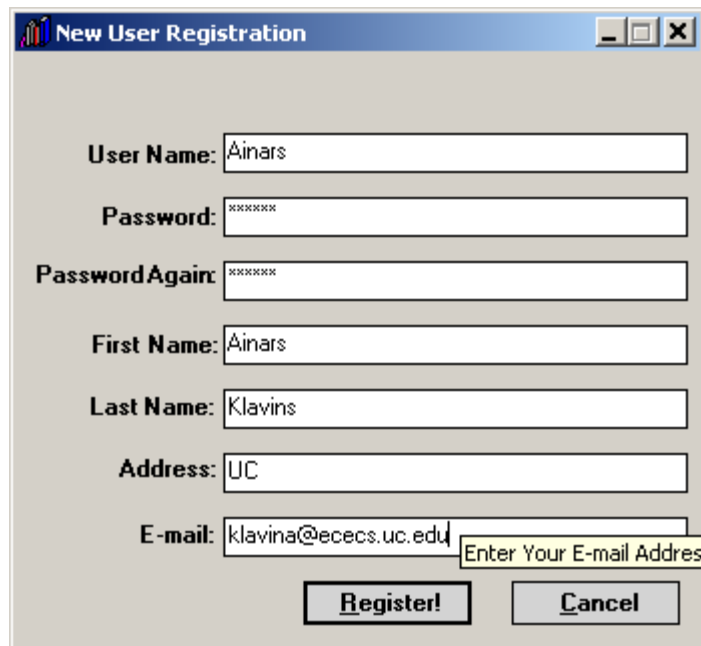 New User Registration
User Name: Ainars
Password: ******
Password Again: ******
First Name: Ainars
Last Name: Klavins
Address: UC
E-mail: klavina@ececs.uc.edu
Enter Your E-mail Addres
Register! Cancel